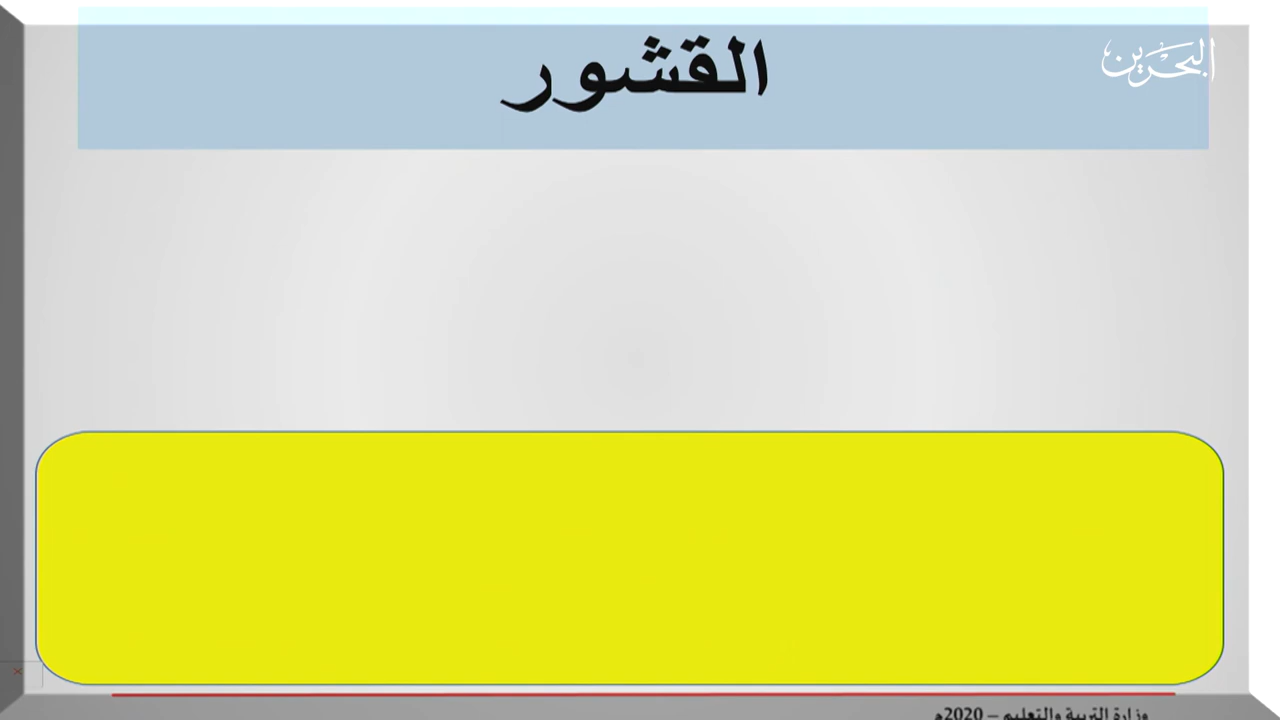 القشور
البحرين
وزارة التربية والتعليم – 2020م